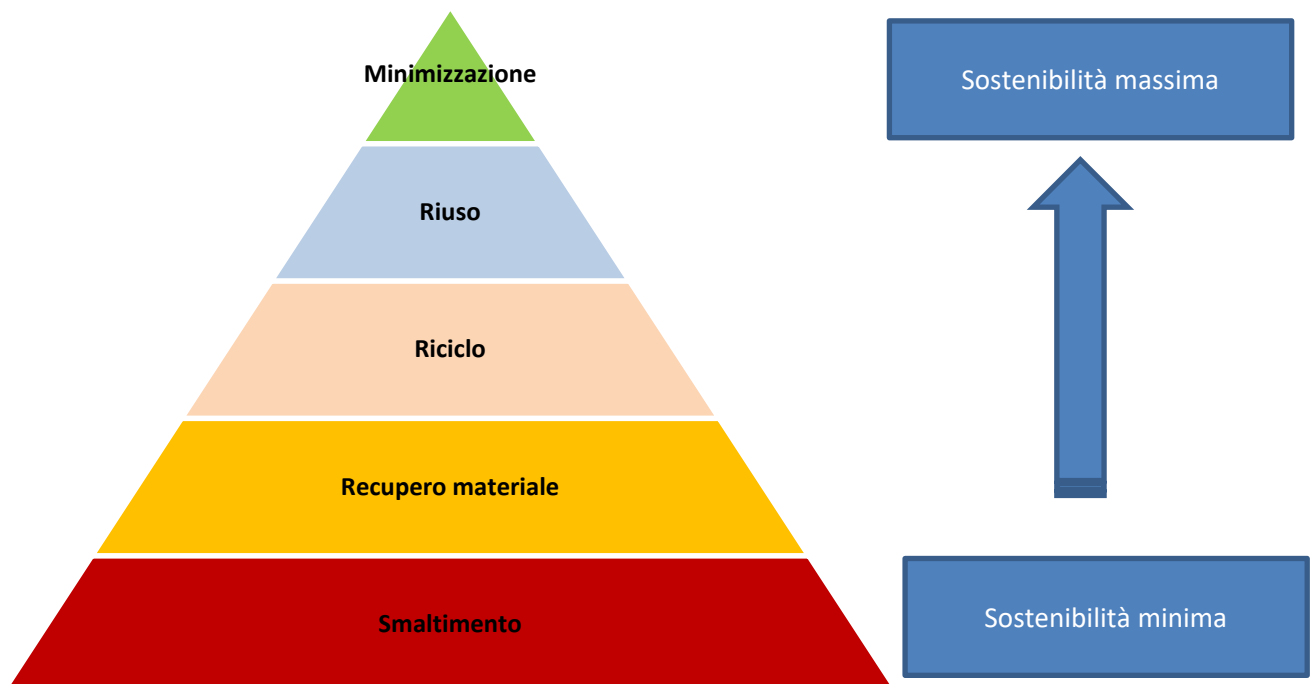 Minimizzazione
Sostenibilità massima
Riuso
Riciclo
Recupero materiale
Smaltimento
Sostenibilità minima